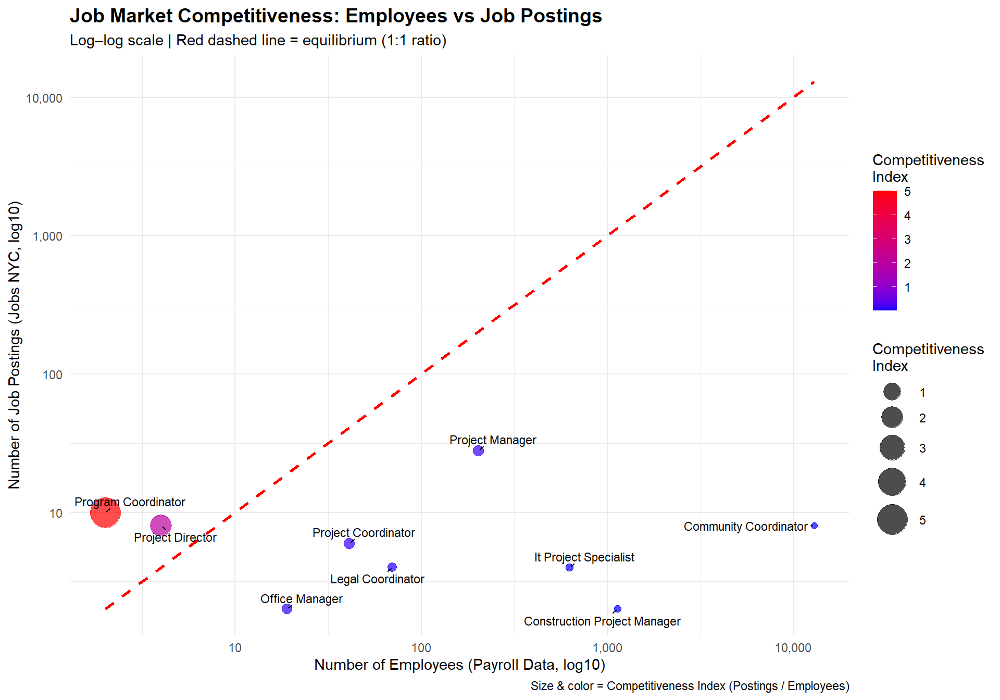 Job Market Competitiveness: Employees vs Job Postings
Log–log scale | Red dashed line = equilibrium (1:1 ratio)
Number of Job Postings (Jobs NYC, log10)
10,000
1,000
100
10
Project Manager
Program Coordinator
Project Director
Project Coordinator
Community Coordinator
It Project Specialist
Legal Coordinator
Office Manager
Construction Project Manager
10
100
1,000
10,000
Number of Employees (Payroll Data, log10)
Size & color = Competitiveness Index (Postings / Employees)
Competitiveness
Index
5
4
3
2
1
Competitiveness
Index
1
2
3
4
5